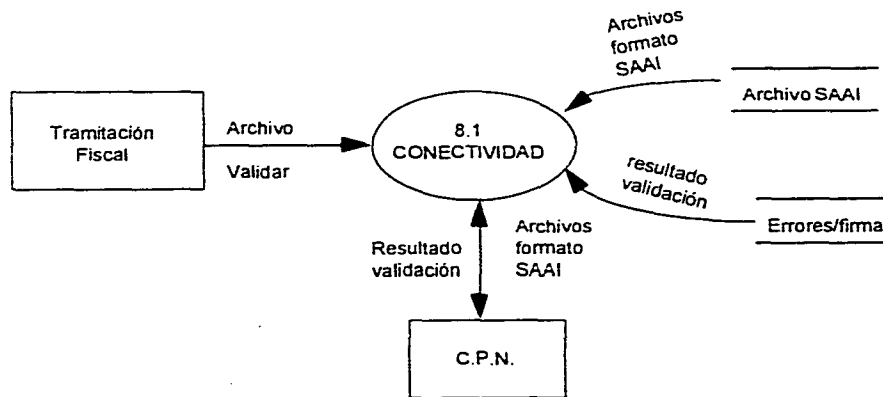 Archivos
formato
SAAI
Archivo SAAI
Tramitación
Fiscal
Archivo
Validar
8.1
CONECTIVIDAD
resultado
validación
Errores/firma
Resultado
validación
Archivos
formato
SAAI
C.P.N.